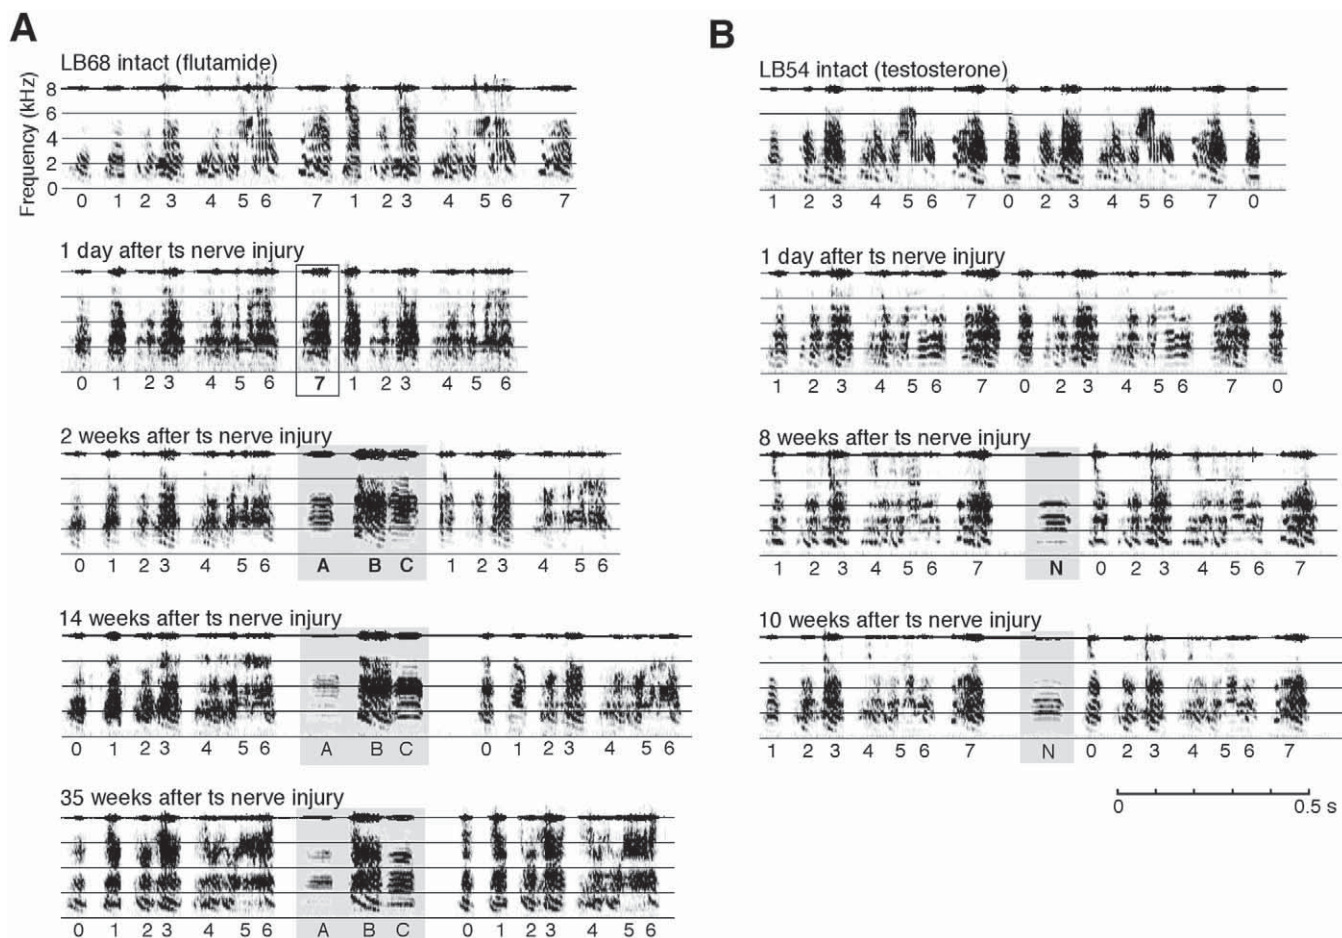 A
LB68 intact (flutamide)
Frequency (kHz)
8
6
4
2
0
0 1 2 3 4 5 6 7 1 2 3 4 5 6 7
1 day after ts nerve injury
0 1 2 3 4 5 6 7 1 2 3 4 5 6
2 weeks after ts nerve injury
0 1 2 3 4 5 6 A B C 1 2 3 4 5 6
14 weeks after ts nerve injury
0 1 2 3 4 5 6 A B C 0 1 2 3 4 5 6
35 weeks after ts nerve injury
0 1 2 3 4 5 6 A B C 0 1 2 3 4 5 6
B
LB54 intact (testosterone)
1 2 3 4 5 6 7 0 2 3 4 5 6 7 0
1 day after ts nerve injury
1 2 3 4 5 6 7 0 2 3 4 5 6 7 0
8 weeks after ts nerve injury
1 2 3 4 5 6 7 N 0 2 3 4 5 6 7
10 weeks after ts nerve injury
1 2 3 4 5 6 7 N 0 2 3 4 5 6 7
0 0.5 s